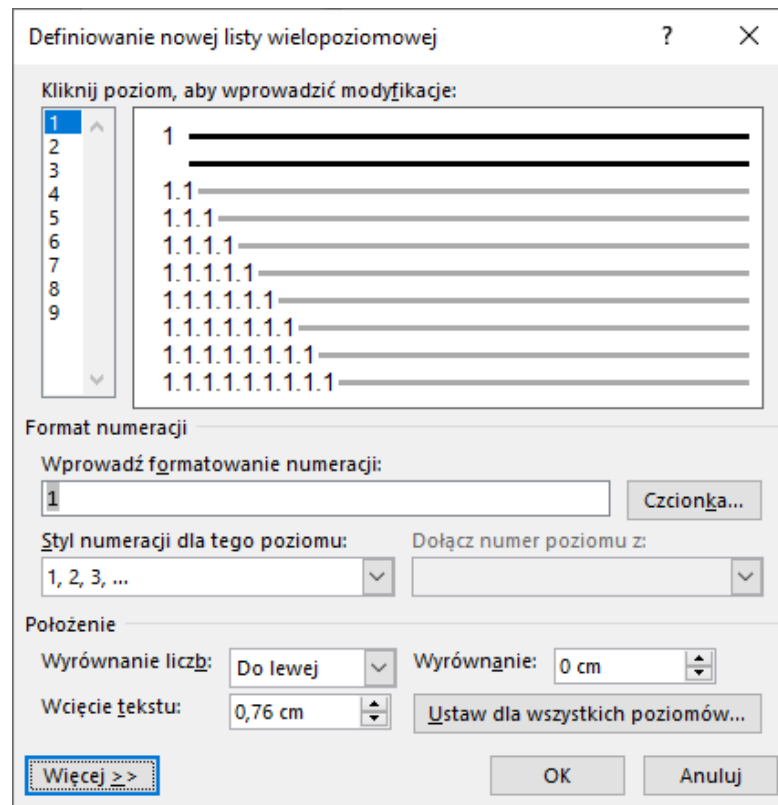 Definiowanie nowej listy wielopoziomowej ? ×
Kliknij poziom, aby wprowadzić modyfikacje:
1
2
3
4
5
6
7
8
9
1
1.1
1.1.1
1.1.1.1
1.1.1.1.1
1.1.1.1.1.1
1.1.1.1.1.1.1
1.1.1.1.1.1.1.1
1.1.1.1.1.1.1.1.1
Format numeracji
Wprowadź formatowanie numeracji:
1 Czcionka...
Styl numeracji dla tego poziomu: Dołącz numer poziomu z:
1, 2, 3, ...
Położenie
Wyrównanie liczb: Do lewej Wyrównanie: 0 cm
Wcięcie tekstu: 0,76 cm Ustaw dla wszystkich poziomów...
Więcej >> OK Anuluj